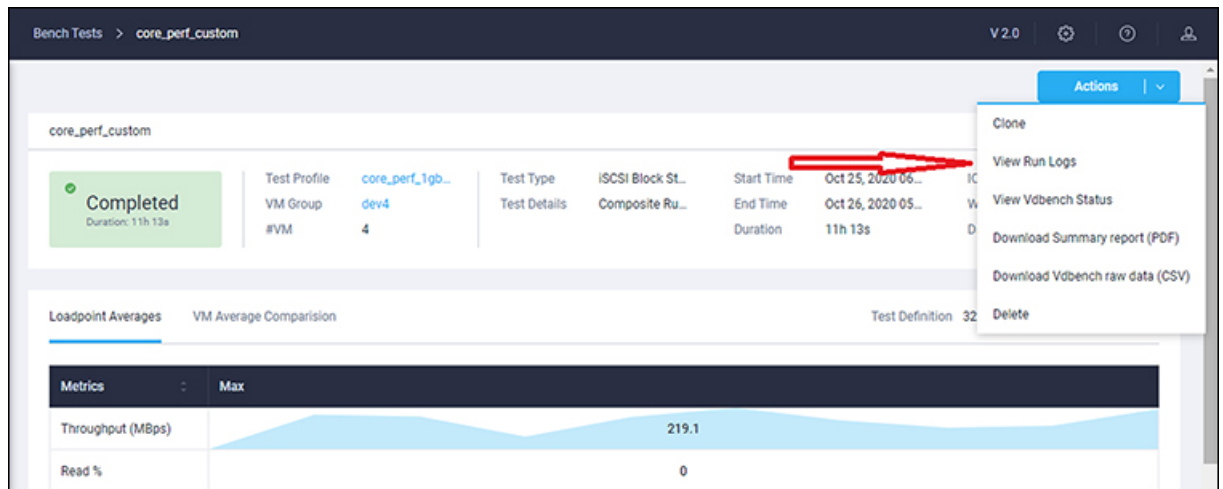 Bench Tests > core_perf_custom V 2.0
Actions
core_perf_custom
Clone
View Run Logs
View Vdbench Status
Download Summary report (PDF)
Download Vdbench raw data (CSV)
Delete
Completed
Duration: 11h 13s
Test Profile core_perf_1gb...
VM Group dev4
#VM 4
Test Type iSCSI Block St...
Test Details Composite Ru...
Start Time Oct 25, 2020 06...
End Time Oct 26, 2020 05...
Duration 11h 13s
IO
W
D
Loadpoint Averages VM Average Comparision Test Definition 32
Metrics Max
Throughput (MBps) 219.1
Read % 0